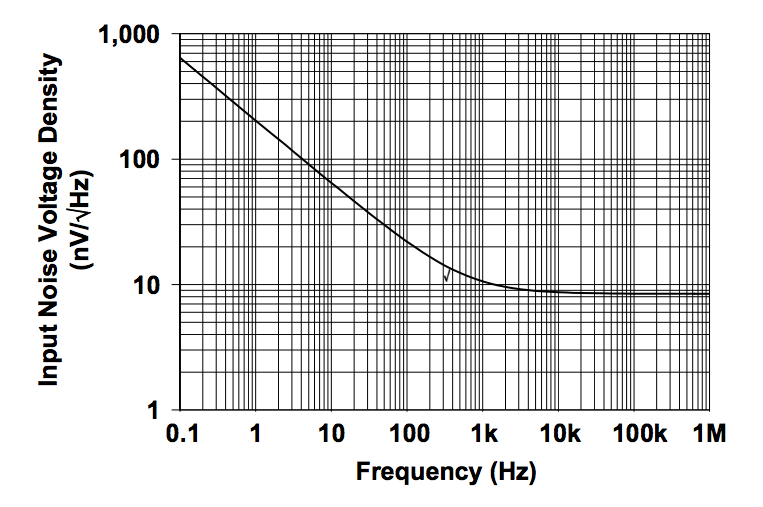 1,000
100
10
1
Input Noise Voltage Density
(nV/√Hz)
0.1 1 10 100 1k 10k 100k 1M
Frequency (Hz)
√